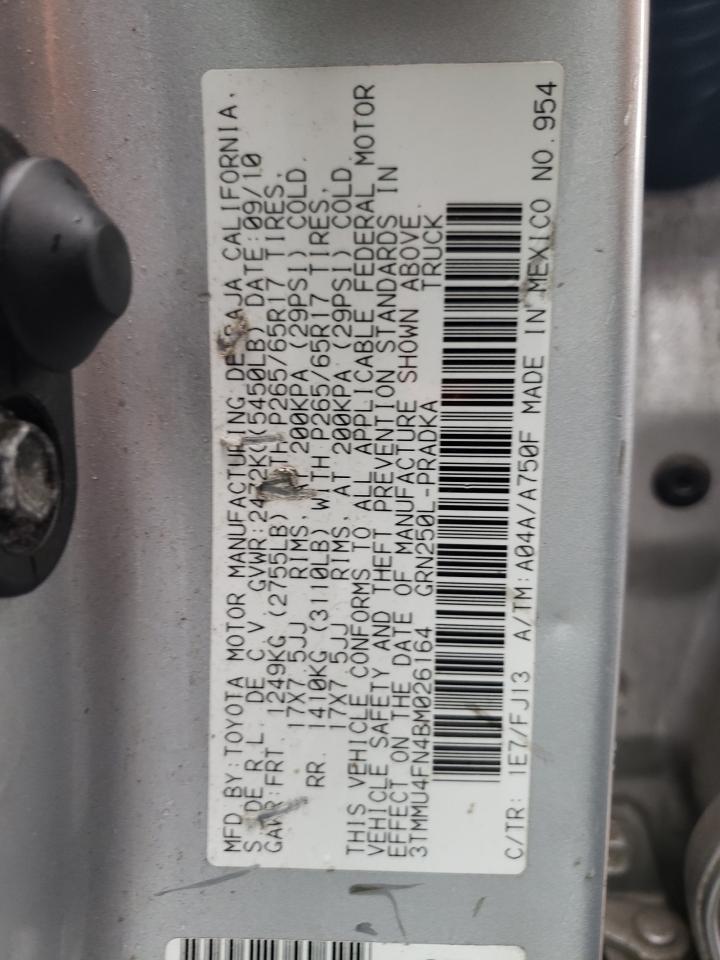 MFD.BY:TOYOTA MOTOR MANUFACTURING DE BAJA CALIFORNIA.
S DE R.L. DE C.V. GVWR:2472KG(5450LB) DATE:09/10
GAWR:FRT. 1249KG (2755LB) WITH P265/65R17 TIRES,
17X7.5JJ RIMS, AT 200KPA (29PSI) COLD.
RR. 1410KG (3110LB) WITH P265/65R17 TIRES,
17X7.5JJ RIMS, AT 200KPA (29PSI) COLD.
THIS VEHICLE CONFORMS TO ALL APPLICABLE FEDERAL MOTOR
VEHICLE SAFETY AND THEFT PREVENTION STANDARDS IN
EFFECT ON THE DATE OF MANUFACTURE SHOWN ABOVE.
3TMMU4FN4BM026164 GRN250L-PRADKA TRUCK
C/TR: 1E7/FJ13 A/TM:A04A/A750F MADE IN MEXICO NO.954